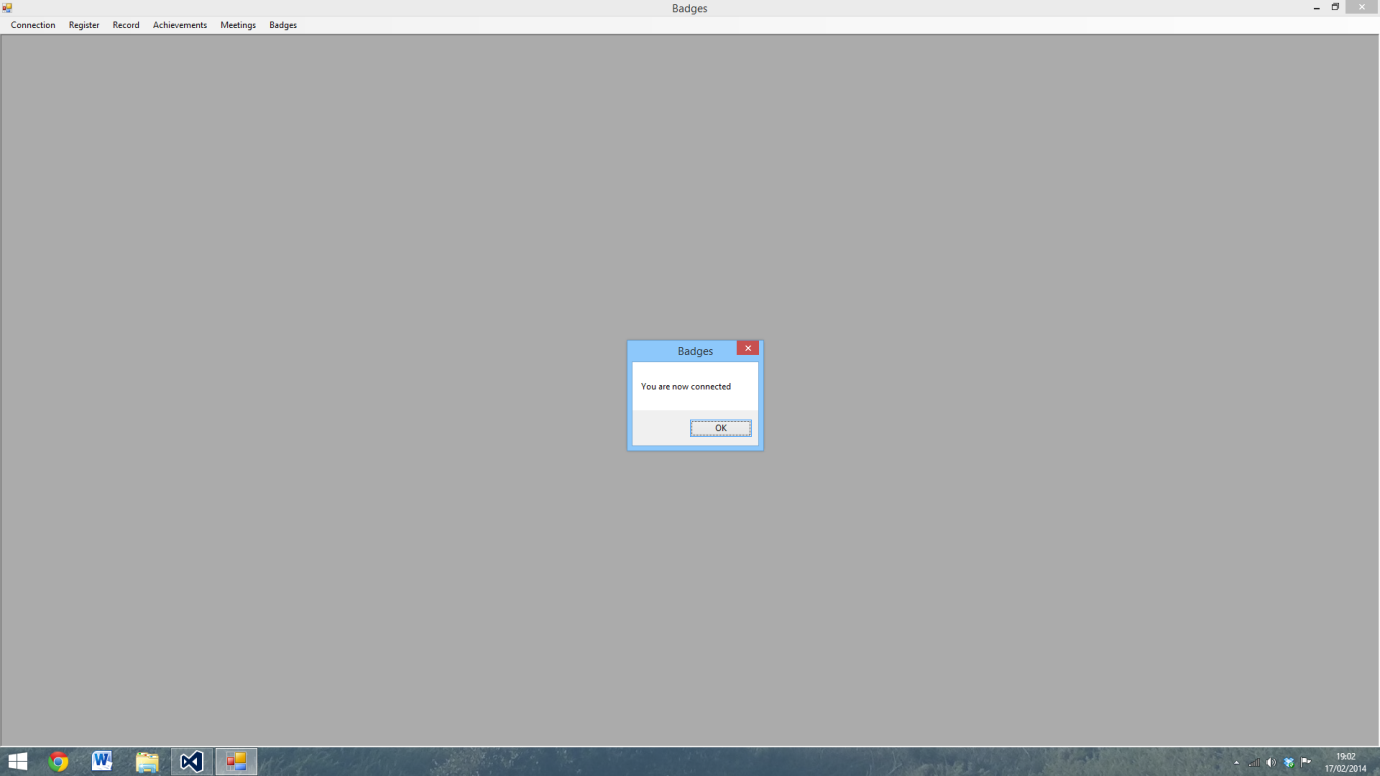 Badges
Connection Register Record Achievements Meetings Badges
Badges
You are now connected
OK
W
19:02
17/02/2014